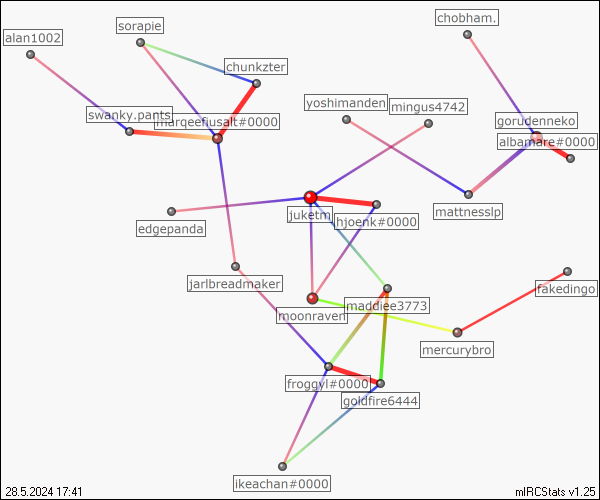 chobham.
sorapie
alan1002
chunkzter
yoshimanden
mingus4742
swanky.pants
marqeefiusalt#0000
gorudenneko
albamare#0000
mattnesslp
juketm
hjoenk#0000
edgepanda
jarlbreadmaker
fakedingo
maddiee3773
moonraven
mercurybro
froggyl#0000
goldfire6444
ikeachan#0000
28.5.2024 17:41
mIRCStats v1.25